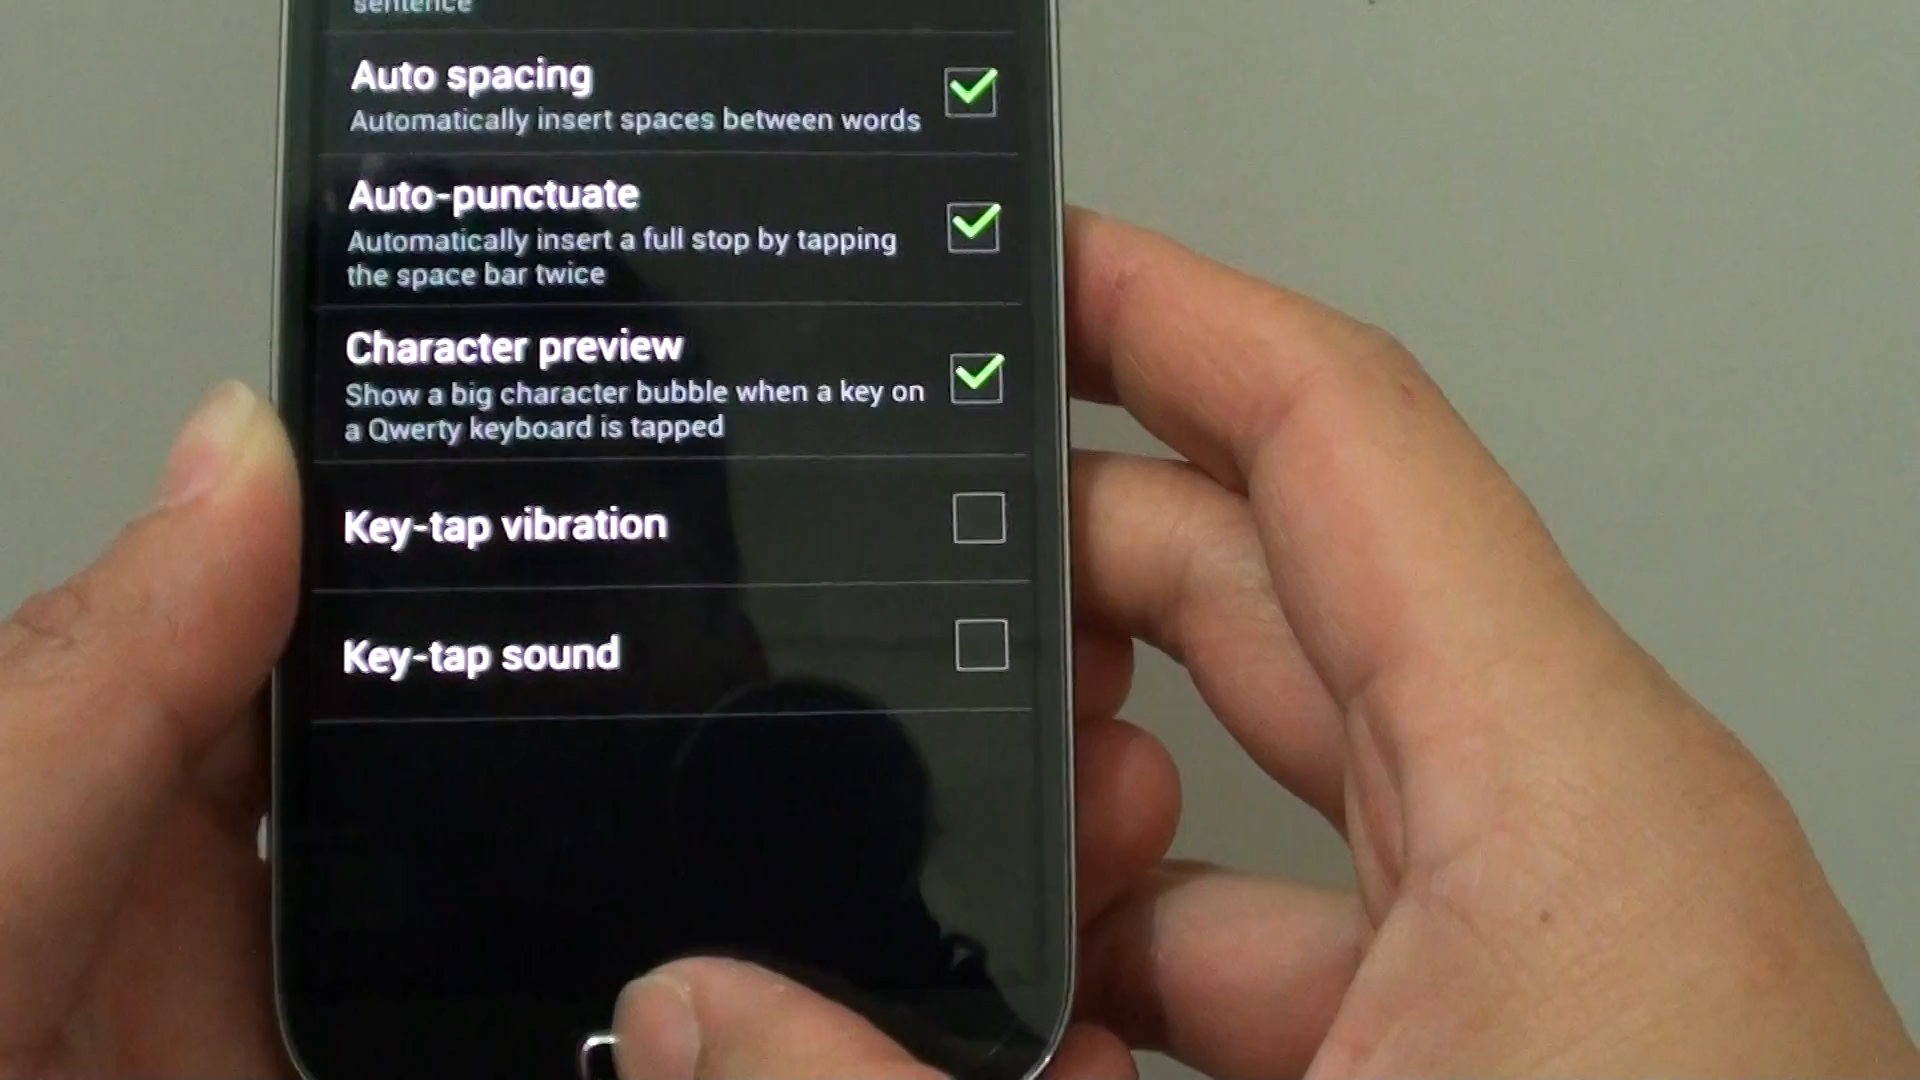 sentence
Auto spacing
Automatically insert spaces between words
Auto-punctuate
Automatically insert a full stop by tapping
the space bar twice
Character preview
Show a big character bubble when a key on
a Qwerty keyboard is tapped
Key-tap vibration
Key-tap sound